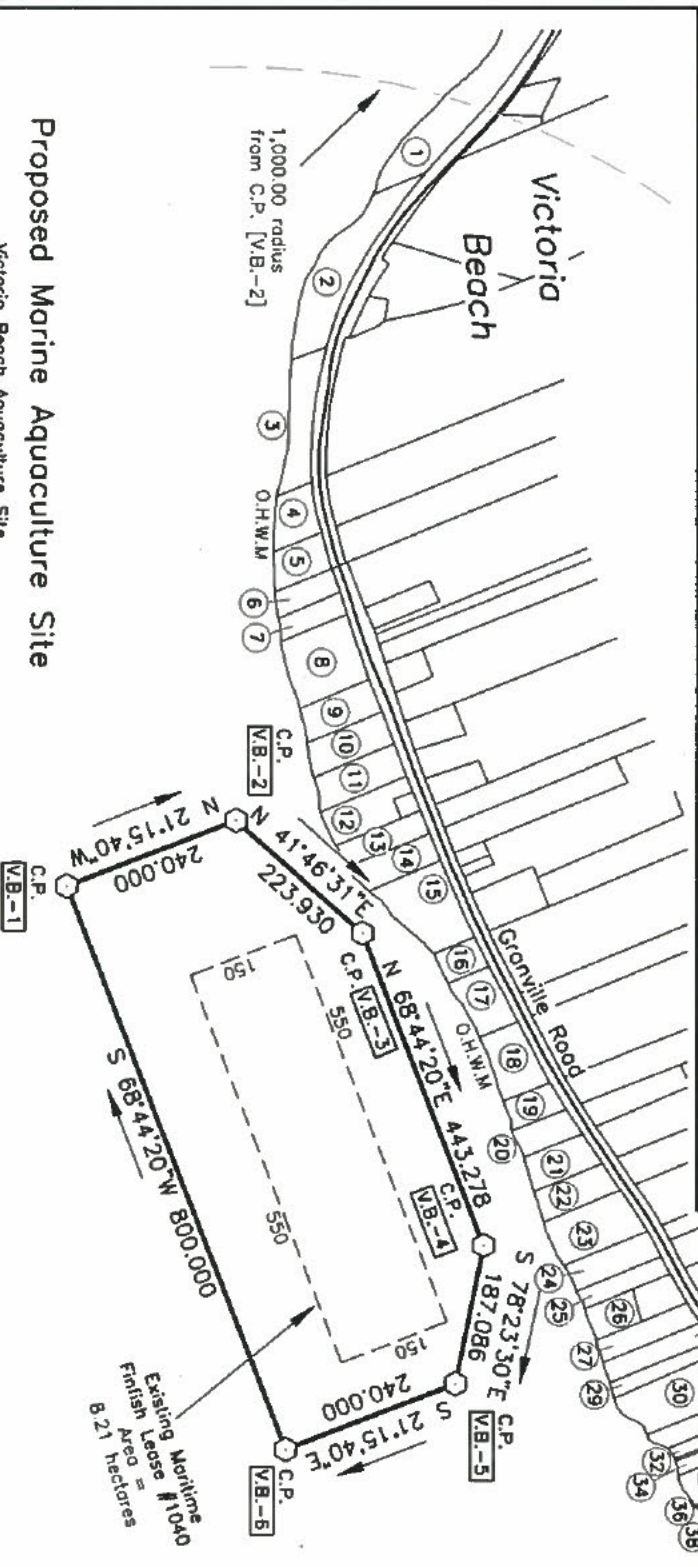 Proposed Marine Aquaculture Site
Victoria Beach Aquaculture Site
Victoria
Beach
1,000.00 radius
from C.P. [V.B.-2]
1
2
3
4
O.H.W.M
5
6
7
8
9
10
11
12
13
14
15
16
17
Granville Road
18
O.H.W.M
19
20
21
22
23
24
25
26
27
29
30
32
34
36
38
C.P.
V.B.-2
C.P.
V.B.-1
N 21°15'40"W
240.000
N 41°46'31"E
223.930
C.P. V.B.-3
N 68°44'20"E 443.278
C.P.
V.B.-4
S 78°23'30"E
187.086
C.P.
V.B.-5
S 21°15'40"E
240.000
C.P.
V.B.-6
S 68°44'20"W 800.000
150
550
550
150
Existing Maritime
Finfish Lease #1040
Area =
8.21 hectares